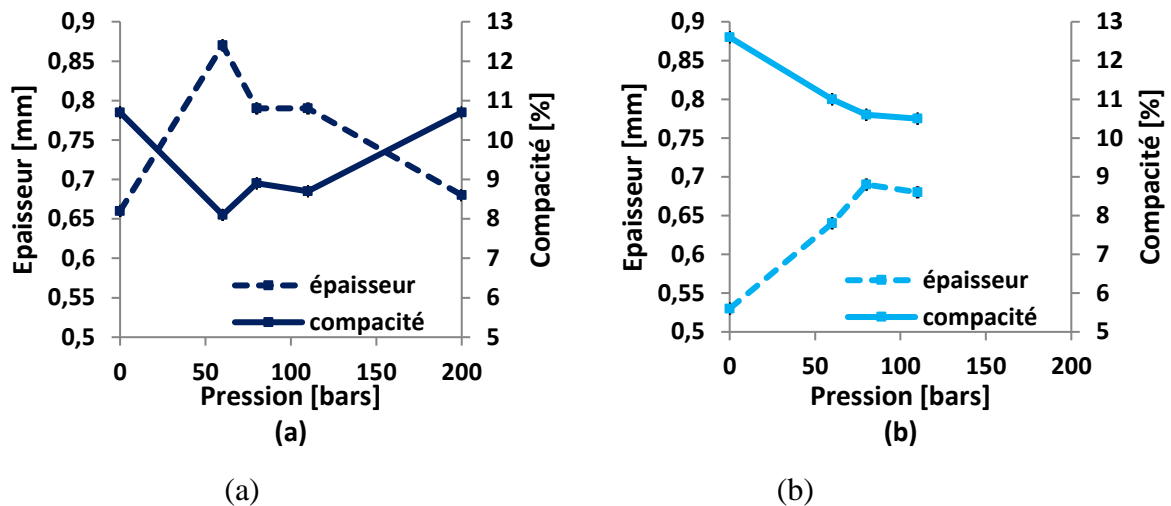 0,9
0,85
0,8
0,75
0,7
0,65
0,6
0,55
0,5
Epaisseur [mm]
13
12
11
10
9
8
7
6
5
Compacité [%]
épaisseur
compacité
0 50 100 150 200
Pression [bars]
(a)
0,9
0,85
0,8
0,75
0,7
0,65
0,6
0,55
0,5
Epaisseur [mm]
13
12
11
10
9
8
7
6
5
Compacité [%]
épaisseur
compacité
0 50 100 150 200
Pression [bars]
(b)
(a) (b)